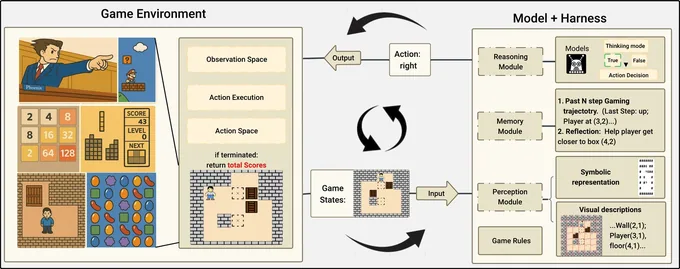 Game Environment
Phoenix
2 4 8
8 16 32
2 64 128
SCORE
43
LEVEL
0
NEXT
Observation Space
Action Execution
Action Space
if terminated:
return total Scores
Output
Action:
right
Game
States:
Input
Model + Harness
Reasoning
Module
Models
Thinking mode
True
False
Action Decision
Memory
Module
1. Past N step Gaming
trajectotry. (Last Step: up;
Player at (3,2)...)
2. Reflection: Help player get
closer to box (4,2)
Perception
Module
Symbolic
representation
Visual descriptions
...Wall(2,1);
Player(3,1),
floor(4,1)...
Game Rules